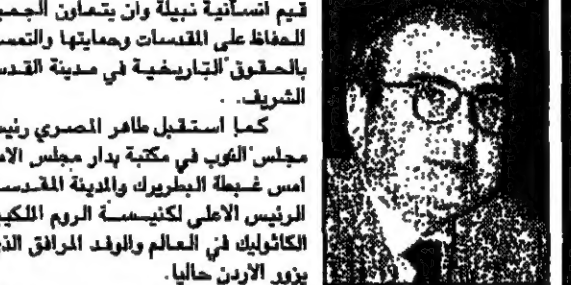 قيم انسانية نبيلة وان يتعاون الجميع
للحفاظ على المقدسات وحمايتها والتمسك
بالحقوق التاريخية في مدينة القدس
الشريف .
كما استقبل طاهر المصري رئيس
مجلس النوب في مكتبة بدار مجلس الامة
امس غبطة البطريرك والمدينة المقدسة
الرئيس الاعلى لكنيسة الروم الملكيين
الكاثوليك في العالم والوفد المرافق الذي
يزور الاردن حاليا .